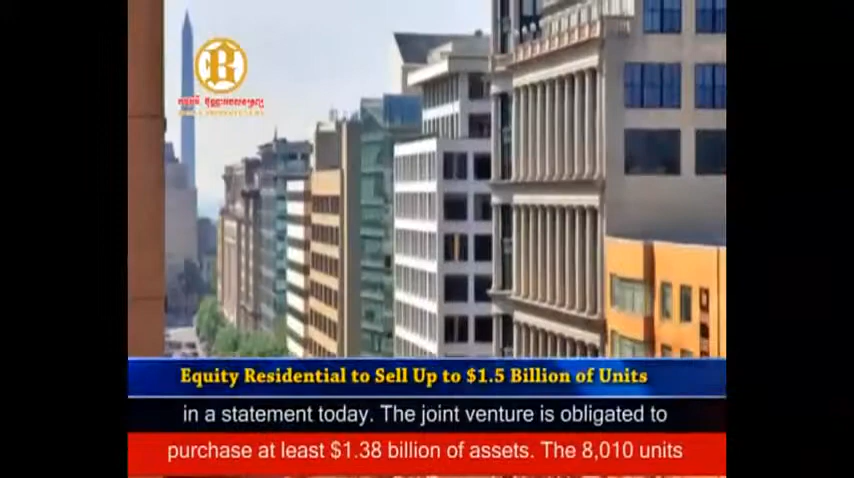 Equity Residential to Sell Up to $1.5 Billion of Units
in a statement today. The joint venture is obligated to
purchase at least $1.38 billion of assets. The 8,010 units